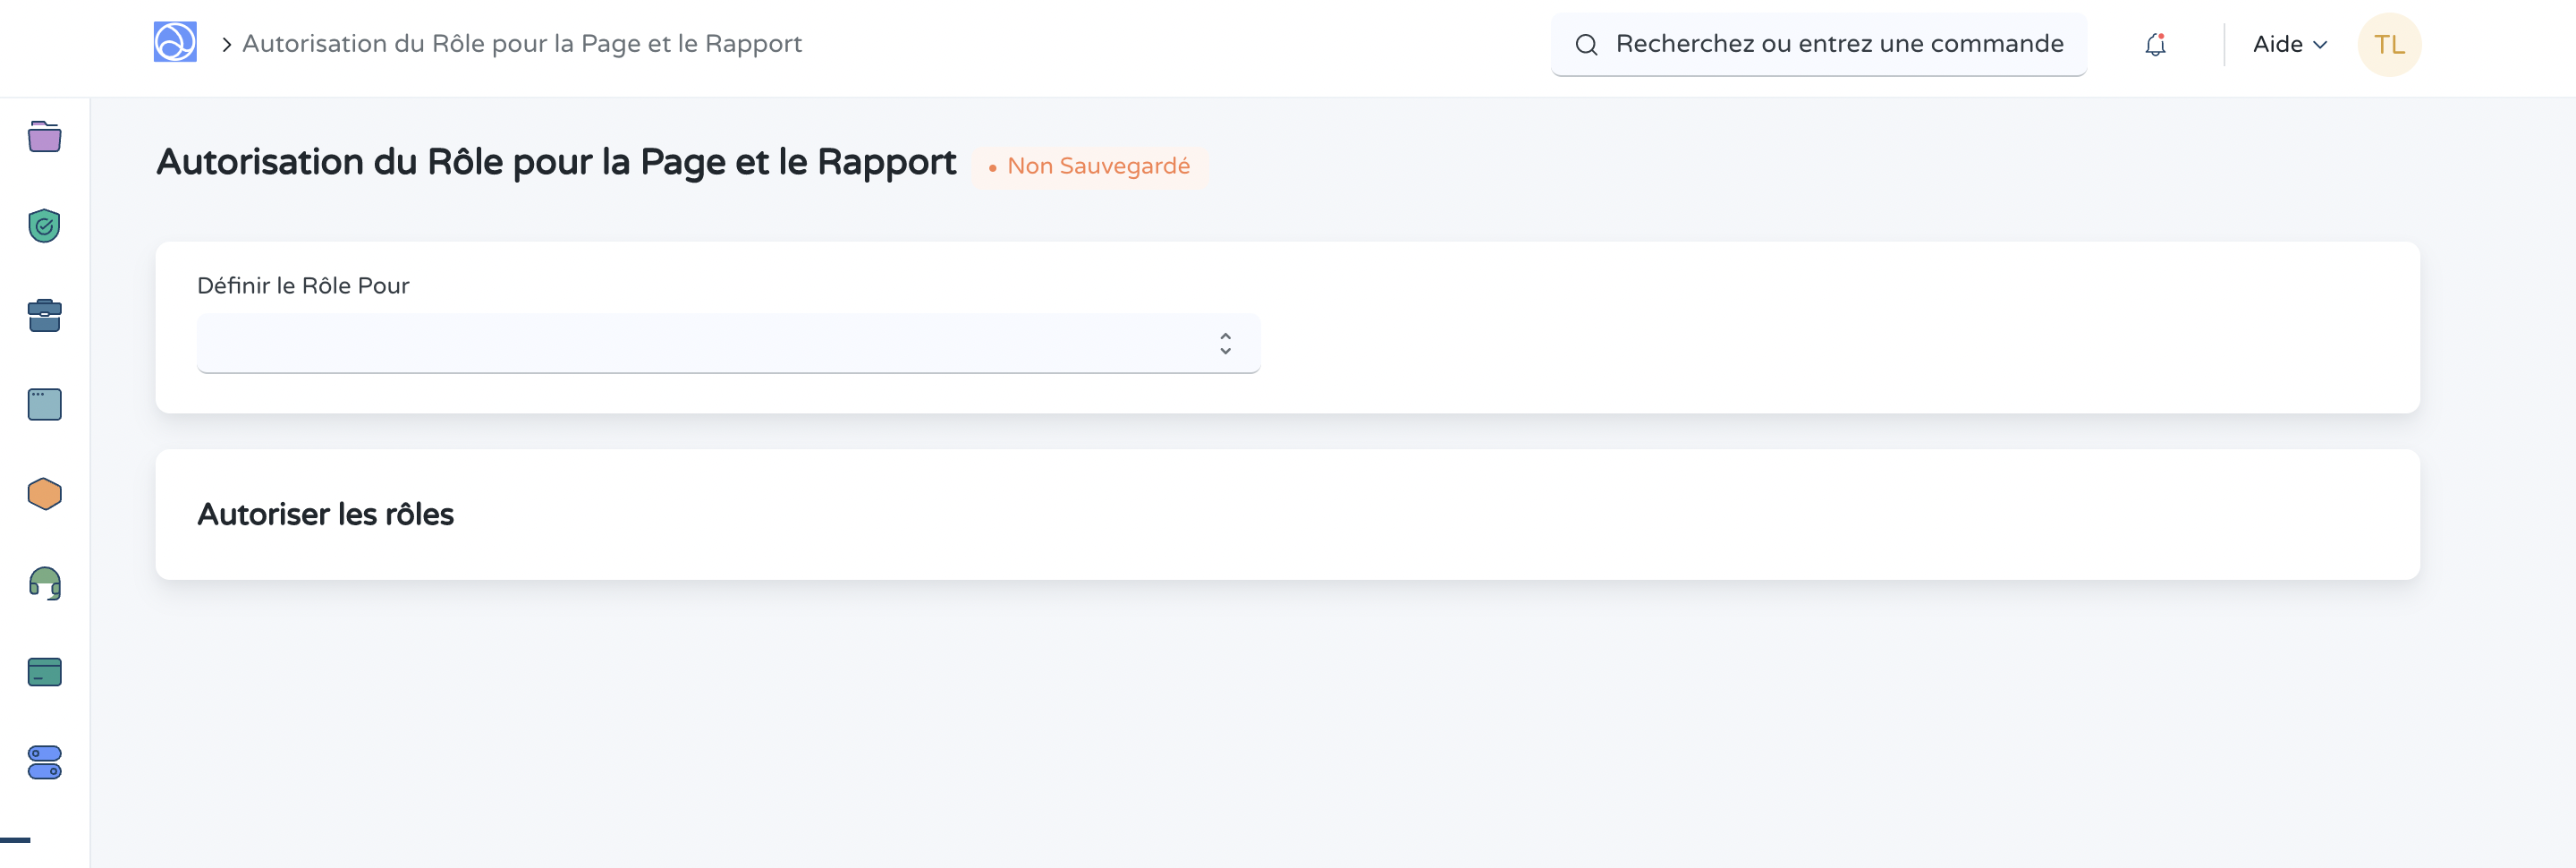 Autorisation du Rôle pour la Page et le Rapport
Recherchez ou entrez une commande
Aide
TL
Autorisation du Rôle pour la Page et le Rapport
Non Sauvegardé
Définir le Rôle Pour
Autoriser les rôles